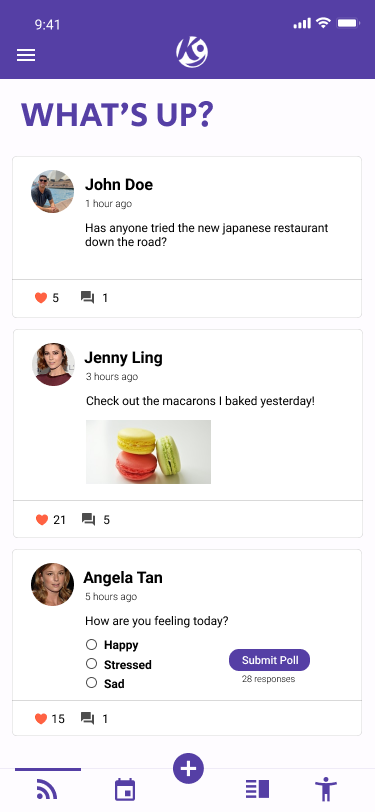 9:41
K9
WHAT'S UP?
John Doe
1 hour ago
Has anyone tried the new japanese restaurant
down the road?
5
1
Jenny Ling
3 hours ago
Check out the macarons I baked yesterday!
21
5
Angela Tan
5 hours ago
How are you feeling today?
Happy
Stressed
Sad
Submit Poll
28 responses
15
1